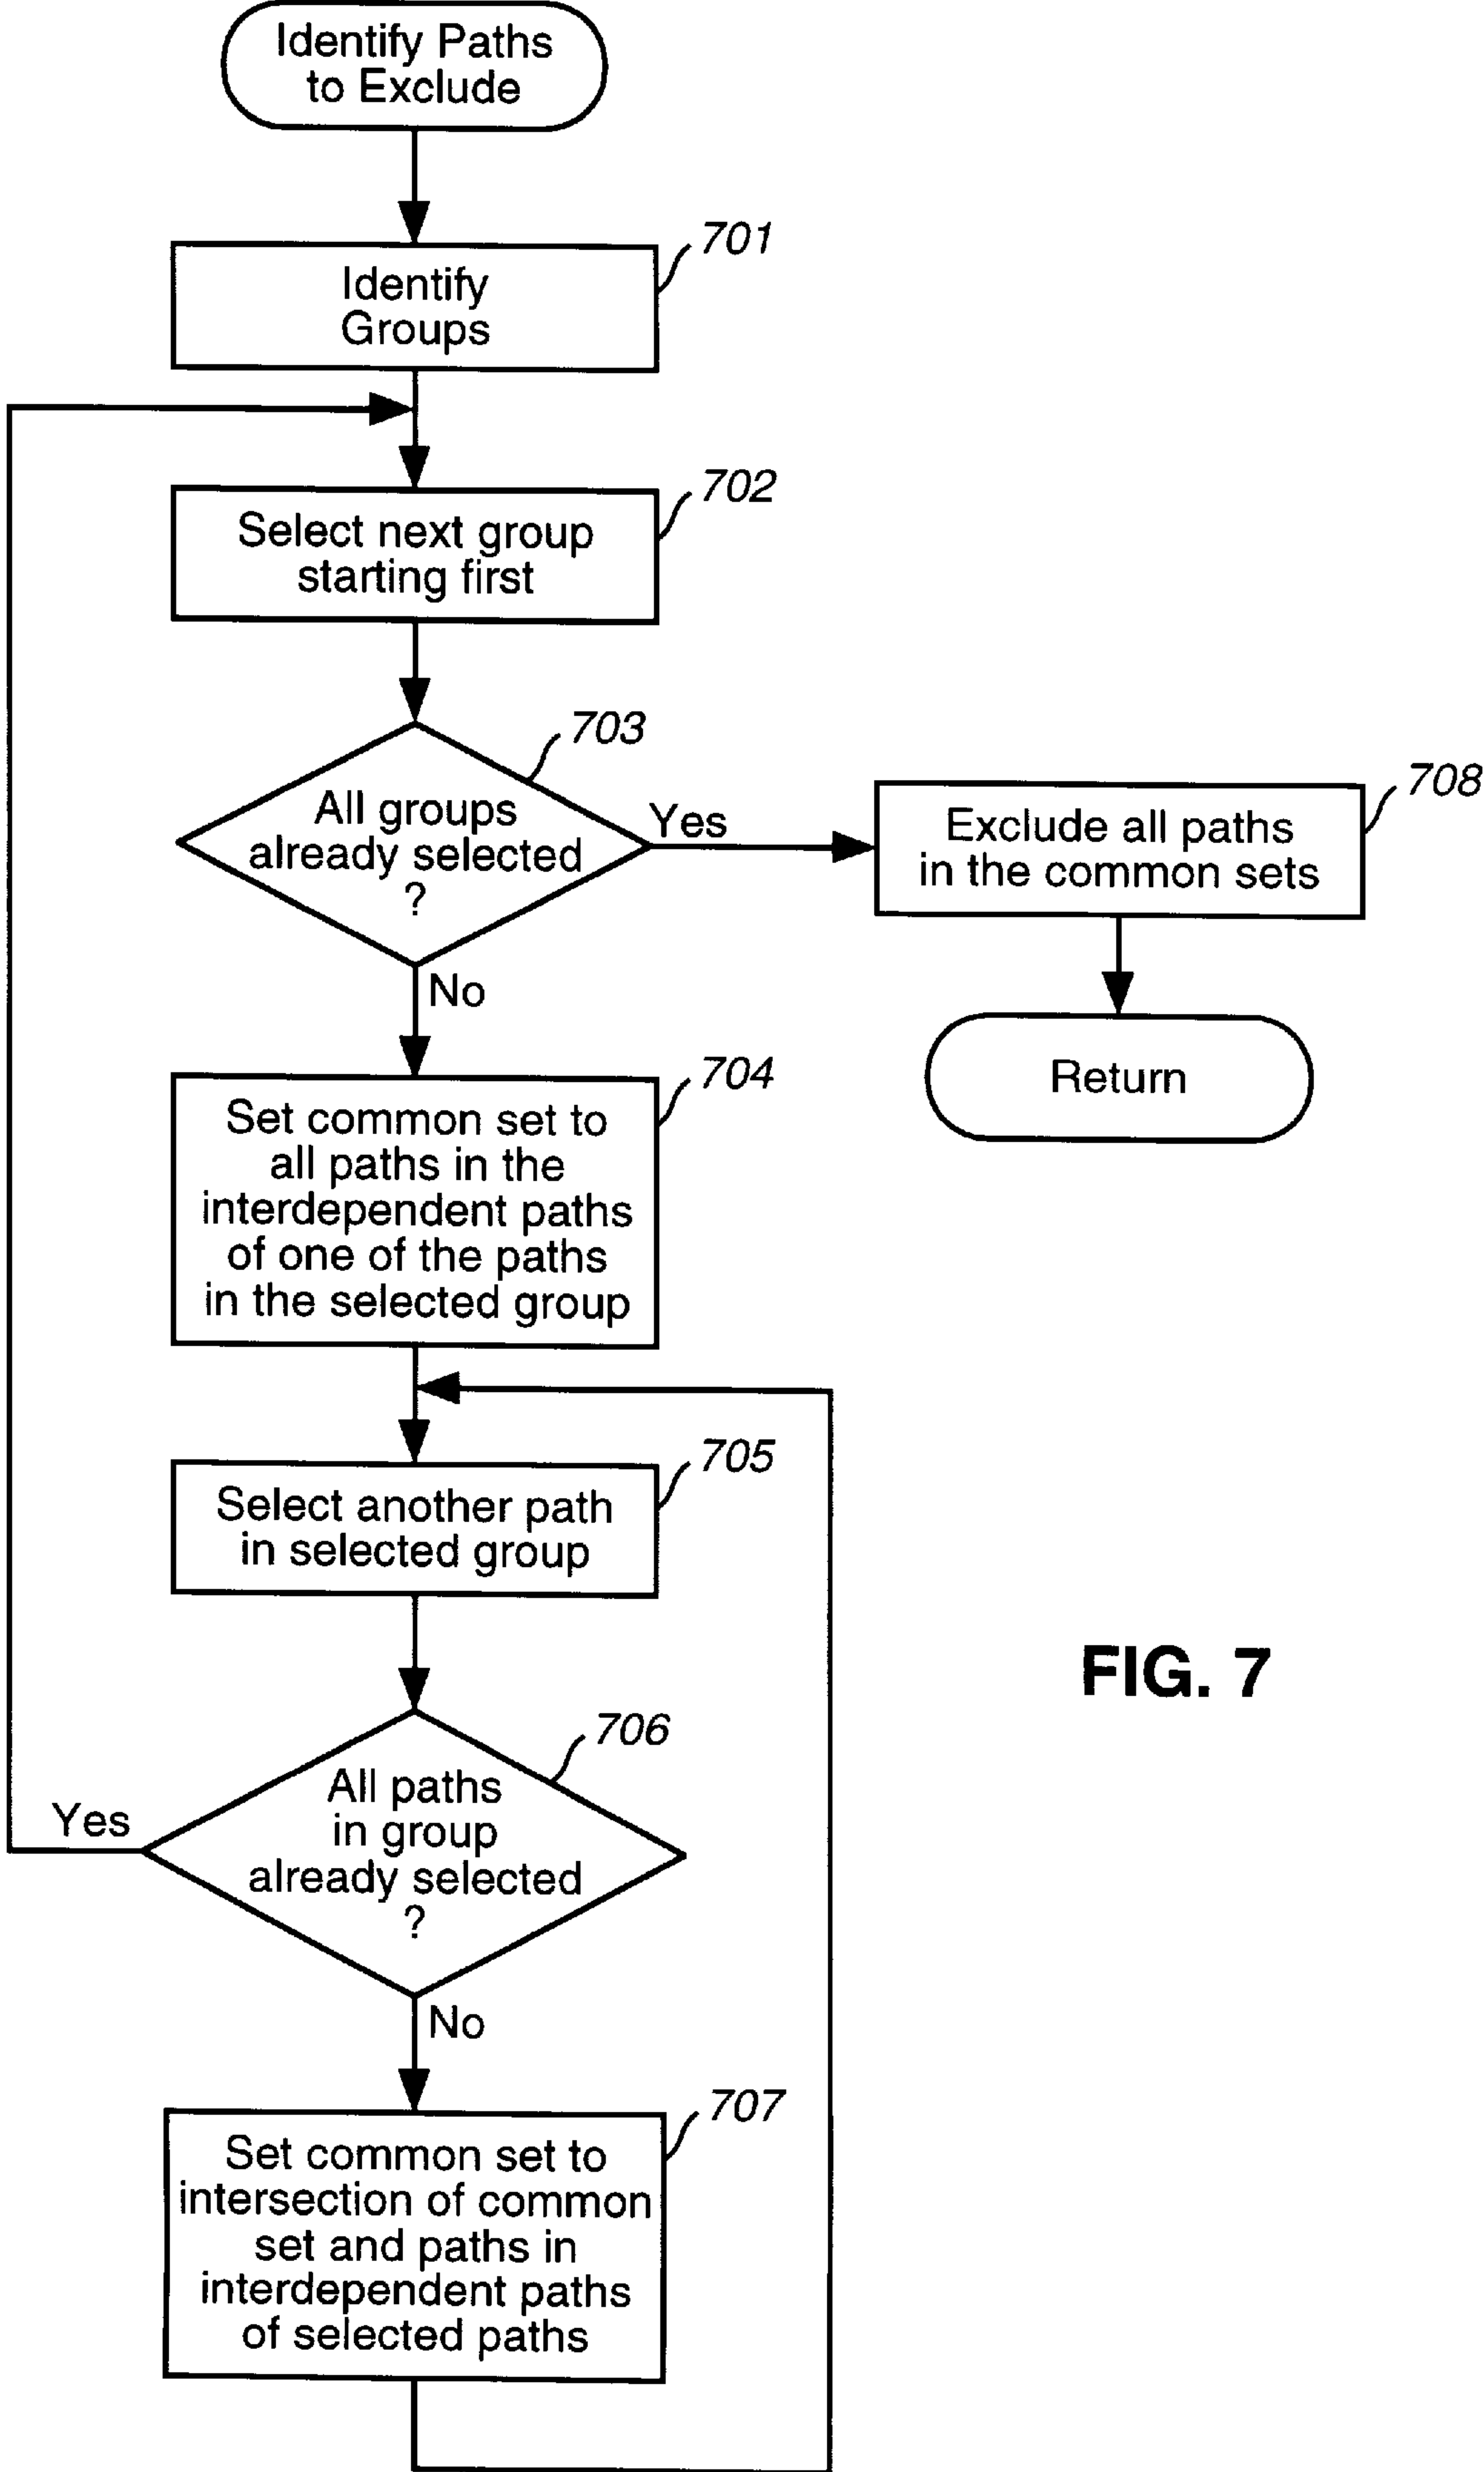 Identify Paths
to Exclude
701
Identify
Groups
702
Select next group
starting first
703
All groups
already selected
?
Yes
708
Exclude all paths
in the common sets
No
Return
704
Set common set to
all paths in the
interdependent paths
of one of the paths
in the selected group
705
Select another path
in selected group
FIG. 7
706
All paths
in group
already selected
?
Yes
No
707
Set common set to
intersection of common
set and paths in
interdependent paths
of selected paths